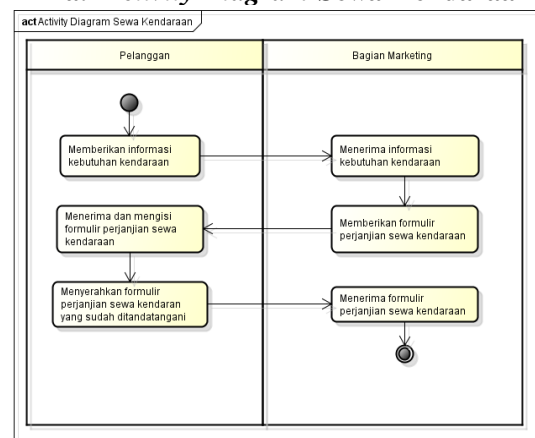 act Activity Diagram Sewa Kendaraan
Pelanggan
Bagian Marketing
Memberikan informasi
kebutuhan kendaraan
Menerima informasi
kebutuhan kendaraan
Menerima dan mengisi
formulir perjanjian sewa
kendaraan
Memberikan formulir
perjanjian sewa kendaraan
Menyerahkan formulir
perjanjian sewa kendaran
yang sudah ditandatangani
Menerima formulir
perjanjian sewa kendaraan